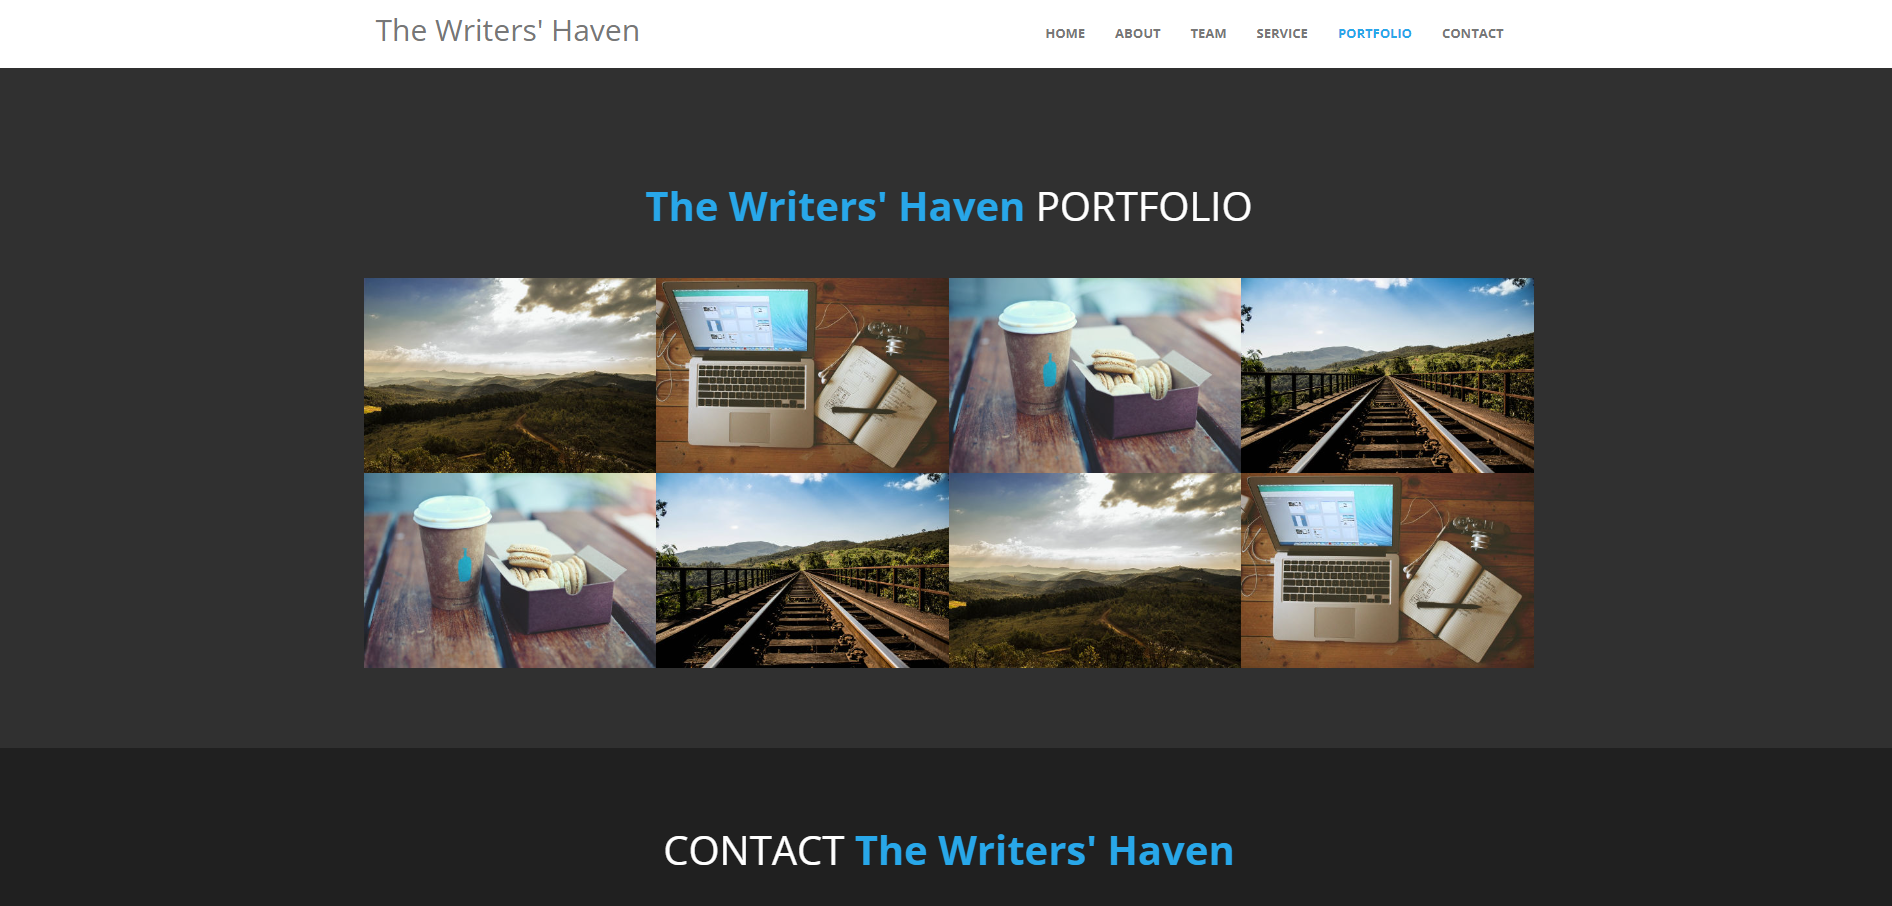 The Writers' Haven
HOME ABOUT TEAM SERVICE PORTFOLIO CONTACT
The Writers' Haven PORTFOLIO
CONTACT The Writers' Haven